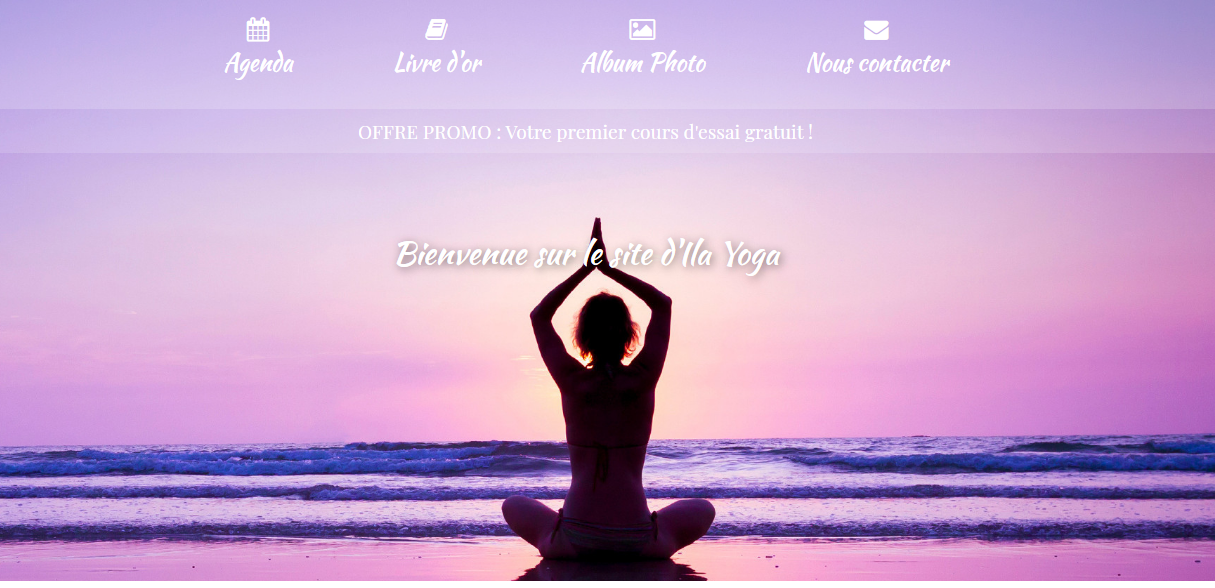 Agenda
Livre d'or
Album Photo
Nous contacter
OFFRE PROMO : Votre premier cours d'essai gratuit !
Bienvenue sur le site d'Ila Yoga